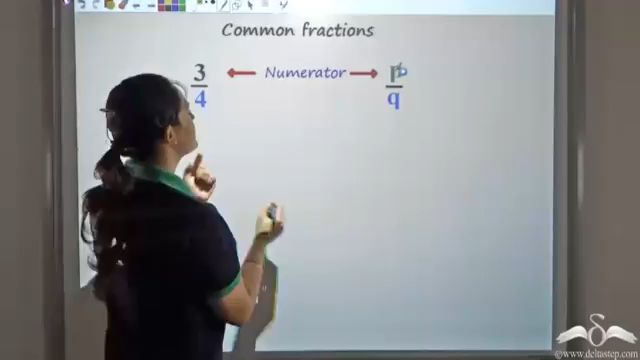 Common fractions
3/4 ← Numerator → p/q
©www.deltastep.com